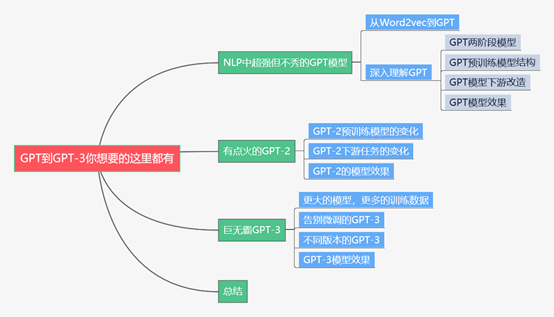 GPT到GPT-3你想要的这里都有
NLP中超强但不秀的GPT模型
从Word2vec到GPT
深入理解GPT
GPT两阶段模型
GPT预训练模型结构
GPT模型下游改造
GPT模型效果
有点火的GPT-2
GPT-2预训练模型的变化
GPT-2下游任务的变化
GPT-2的模型效果
巨无霸GPT-3
更大的模型，更多的训练数据
告别微调的GPT-3
不同版本的GPT-3
GPT-3模型效果
总结